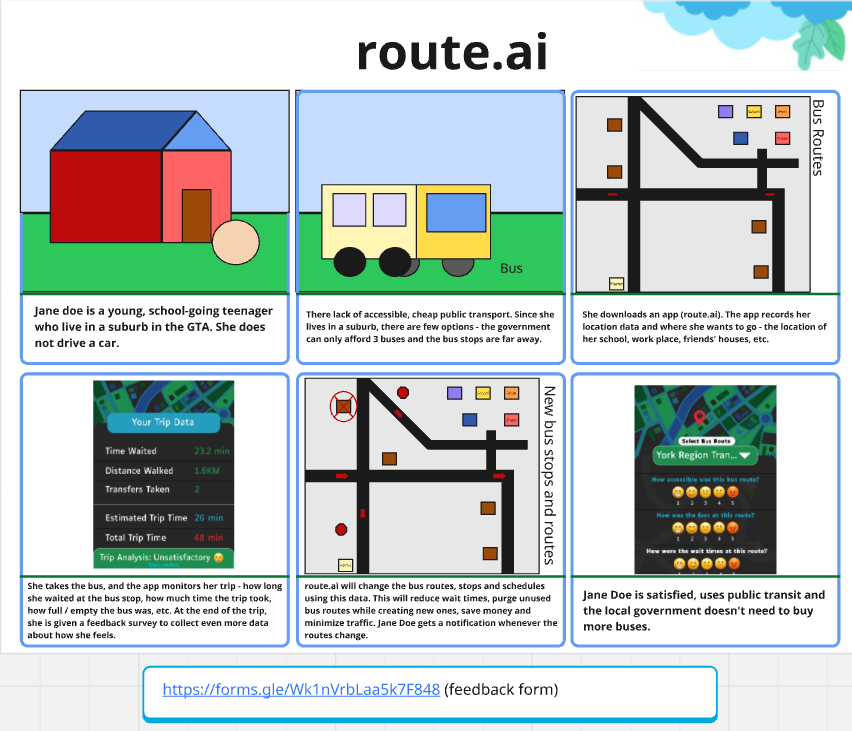 route.ai
Bus
Bus Routes
Home
Jane doe is a young, school-going teenager
who live in a suburb in the GTA. She does
not drive a car.
There lack of accessible, cheap public transport. Since she
lives in a suburb, there are few options - the government
can only afford 3 buses and the bus stops are far away.
She downloads an app (route.ai). The app records her
location data and where she wants to go - the location of
her school, work place, friends' houses, etc.
Your Trip Data
Time Waited 23.2 min
Distance Walked 1.6KM
Transfers Taken 2
Estimated Trip Time 26 min
Total Trip Time 48 min
Trip Analysis: Unsatisfactory 😕
New bus stops and routes
Select Bus Route
York Region Tran...
How accessible was this bus route?
1 2 3 4 5
How was the fare at this route?
1 2 3 4 5
How were the wait times at this route?
She takes the bus, and the app monitors her trip - how long
she waited at the bus stop, how much time the trip took,
how full / empty the bus was, etc. At the end of the trip,
she is given a feedback survey to collect even more data
about how she feels.
route.ai will change the bus routes, stops and schedules
using this data. This will reduce wait times, purge unused
bus routes while creating new ones, save money and
minimize traffic. Jane Doe gets a notification whenever the
routes change.
Jane Doe is satisfied, uses public transit and
the local government doesn't need to buy
more buses.
https://forms.gle/Wk1nVrbLaa5k7F848 (feedback form)